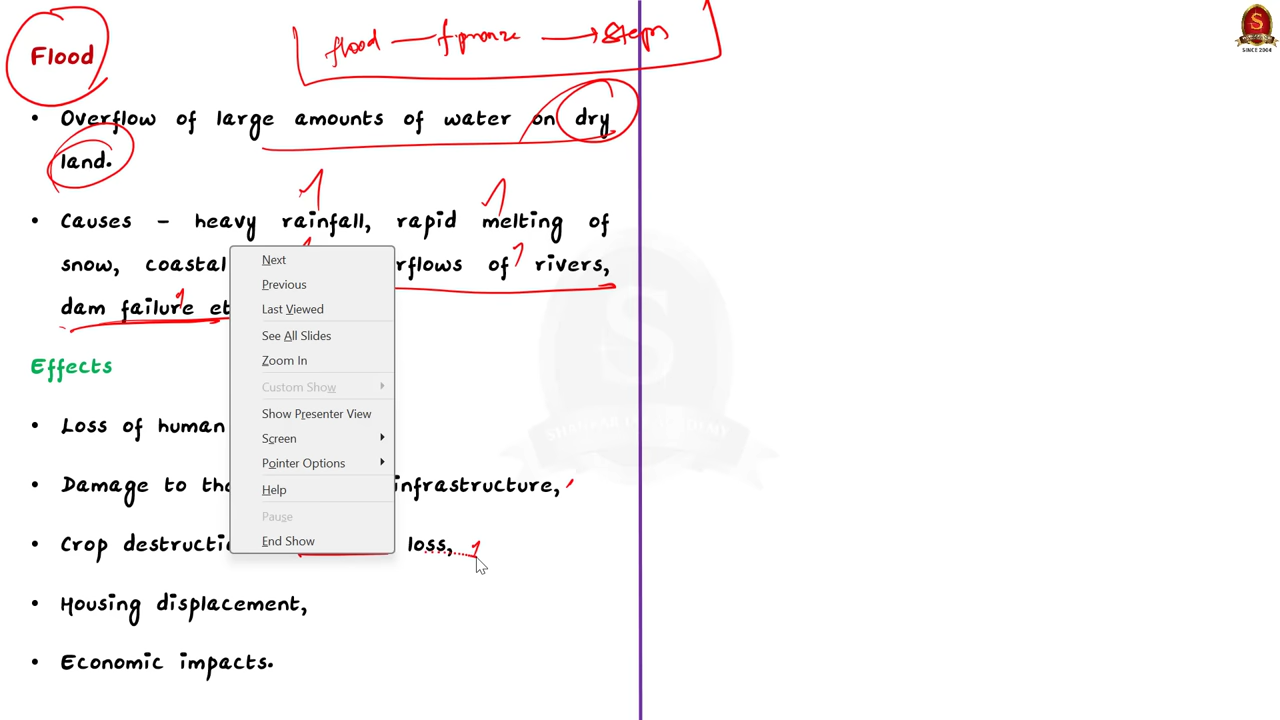 flood → finance → steps
SINCE 2004
Flood
• Overflow of large amounts of water on dry
land.
• Causes - heavy rainfall, rapid melting of
snow, coastal rflows of rivers,
dam failure et
Effects
• Loss of human
• Damage to infrastructure,
• Crop loss,
• Housing displacement,
• Economic impacts.
Next
Previous
Last Viewed
See All Slides
Zoom In
Custom Show
Show Presenter View
Screen
Pointer Options
Help
Pause
End Show